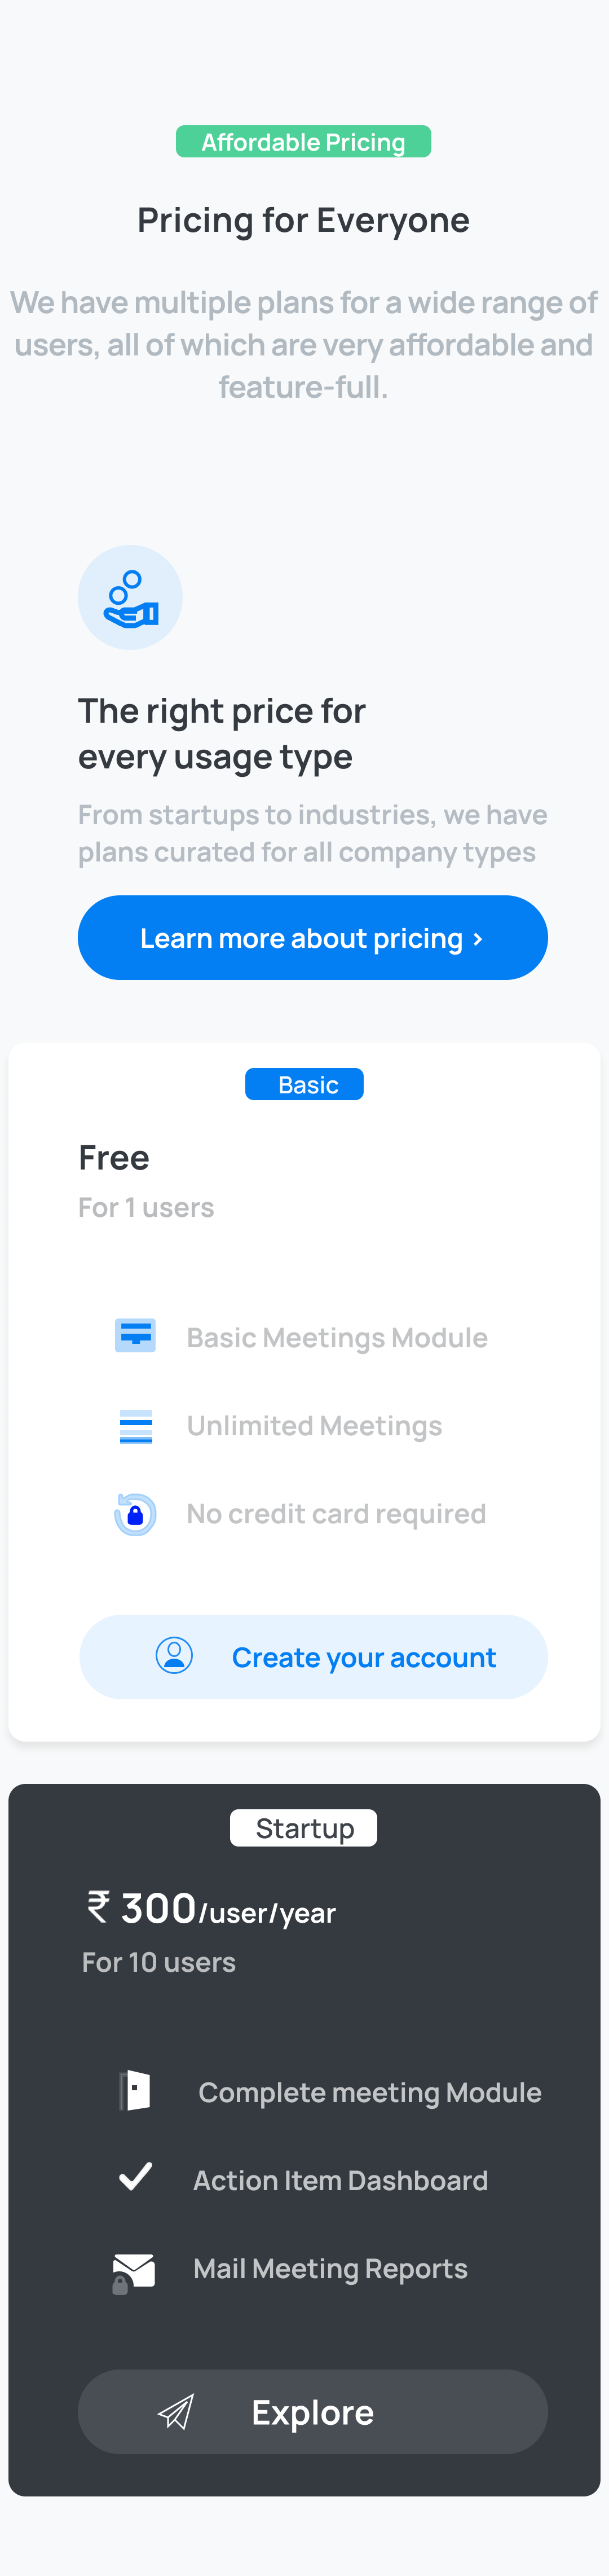 Affordable Pricing
Pricing for Everyone
We have multiple plans for a wide range of
users, all of which are very affordable and
feature-full.
The right price for
every usage type
From startups to industries, we have
plans curated for all company types
Learn more about pricing ›
Basic
Free
For 1 users
Basic Meetings Module
Unlimited Meetings
No credit card required
Create your account
Startup
₹ 300/user/year
For 10 users
Complete meeting Module
Action Item Dashboard
Mail Meeting Reports
Explore